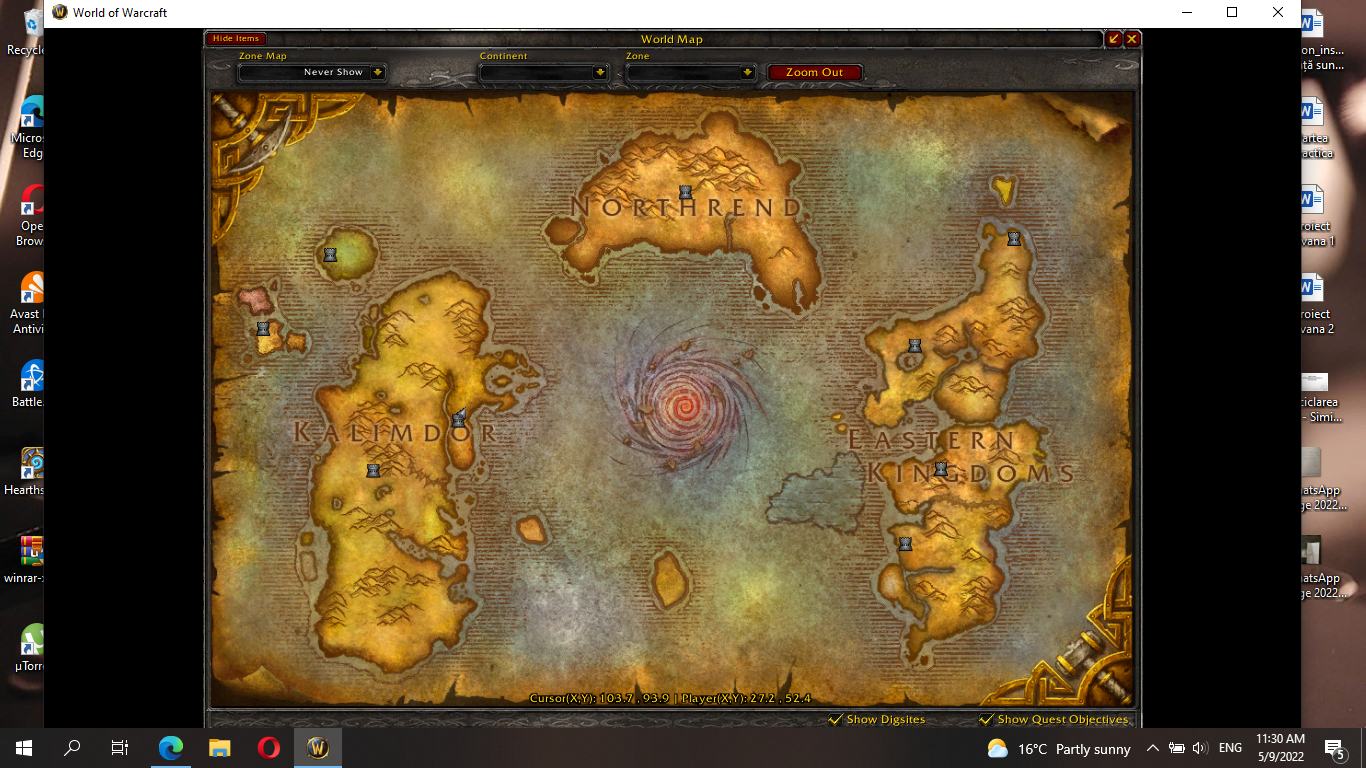 World of Warcraft
Hide Items
World Map
Zone Map
Continent
Zone
Never Show
Zoom Out
NORTHREND
KALIMDOR
EASTERN
KINGDOMS
Cursor(X,Y): 103.7 , 93.9 | Player(X,Y): 27.2 , 52.4
Show Digsites
Show Quest Objectives
Recycle
Micros
Edg
Ope
Brow
Avast
Antivi
Battle.
Hearths
winrar-
µTorre
on_ins...
ță sun...
artea
actica
roiect
vana 1
roiect
vana 2
ciclarea
- Simi...
atsApp
ge 2022...
atsApp
ge 2022...
16°C Partly sunny
ENG
11:30 AM
5/9/2022
5